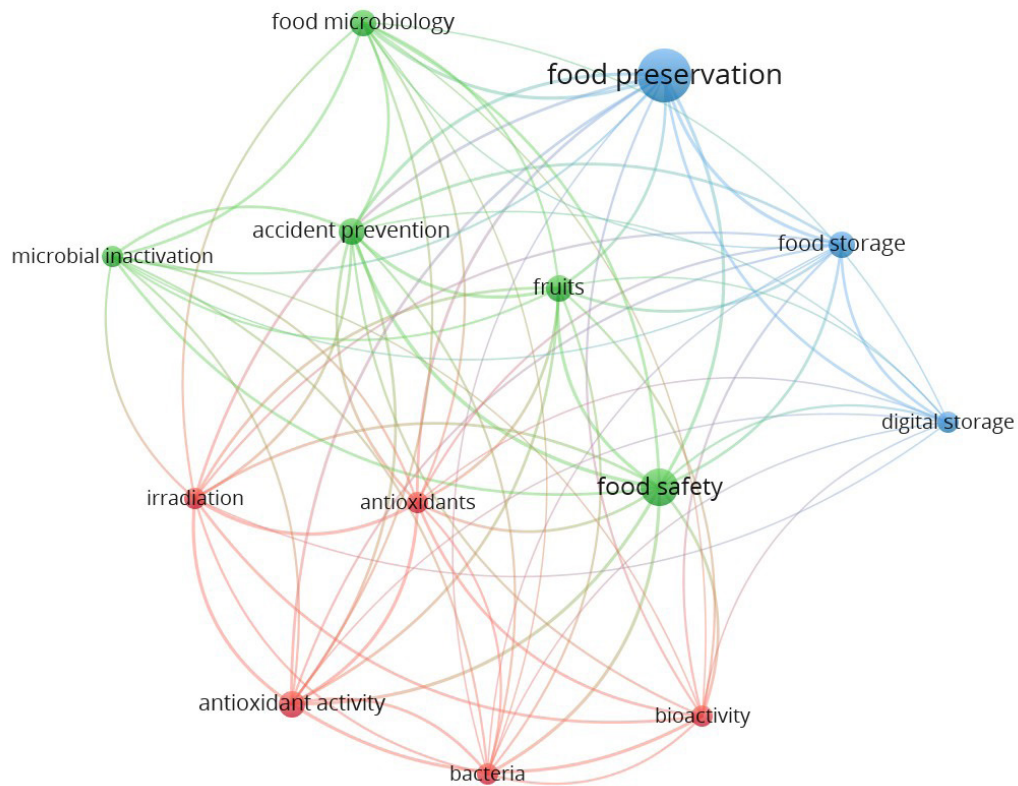 food microbiology
food preservation
accident prevention
food storage
microbial inactivation
fruits
digital storage
food safety
irradiation
antioxidants
antioxidant activity
bioactivity
bacteria